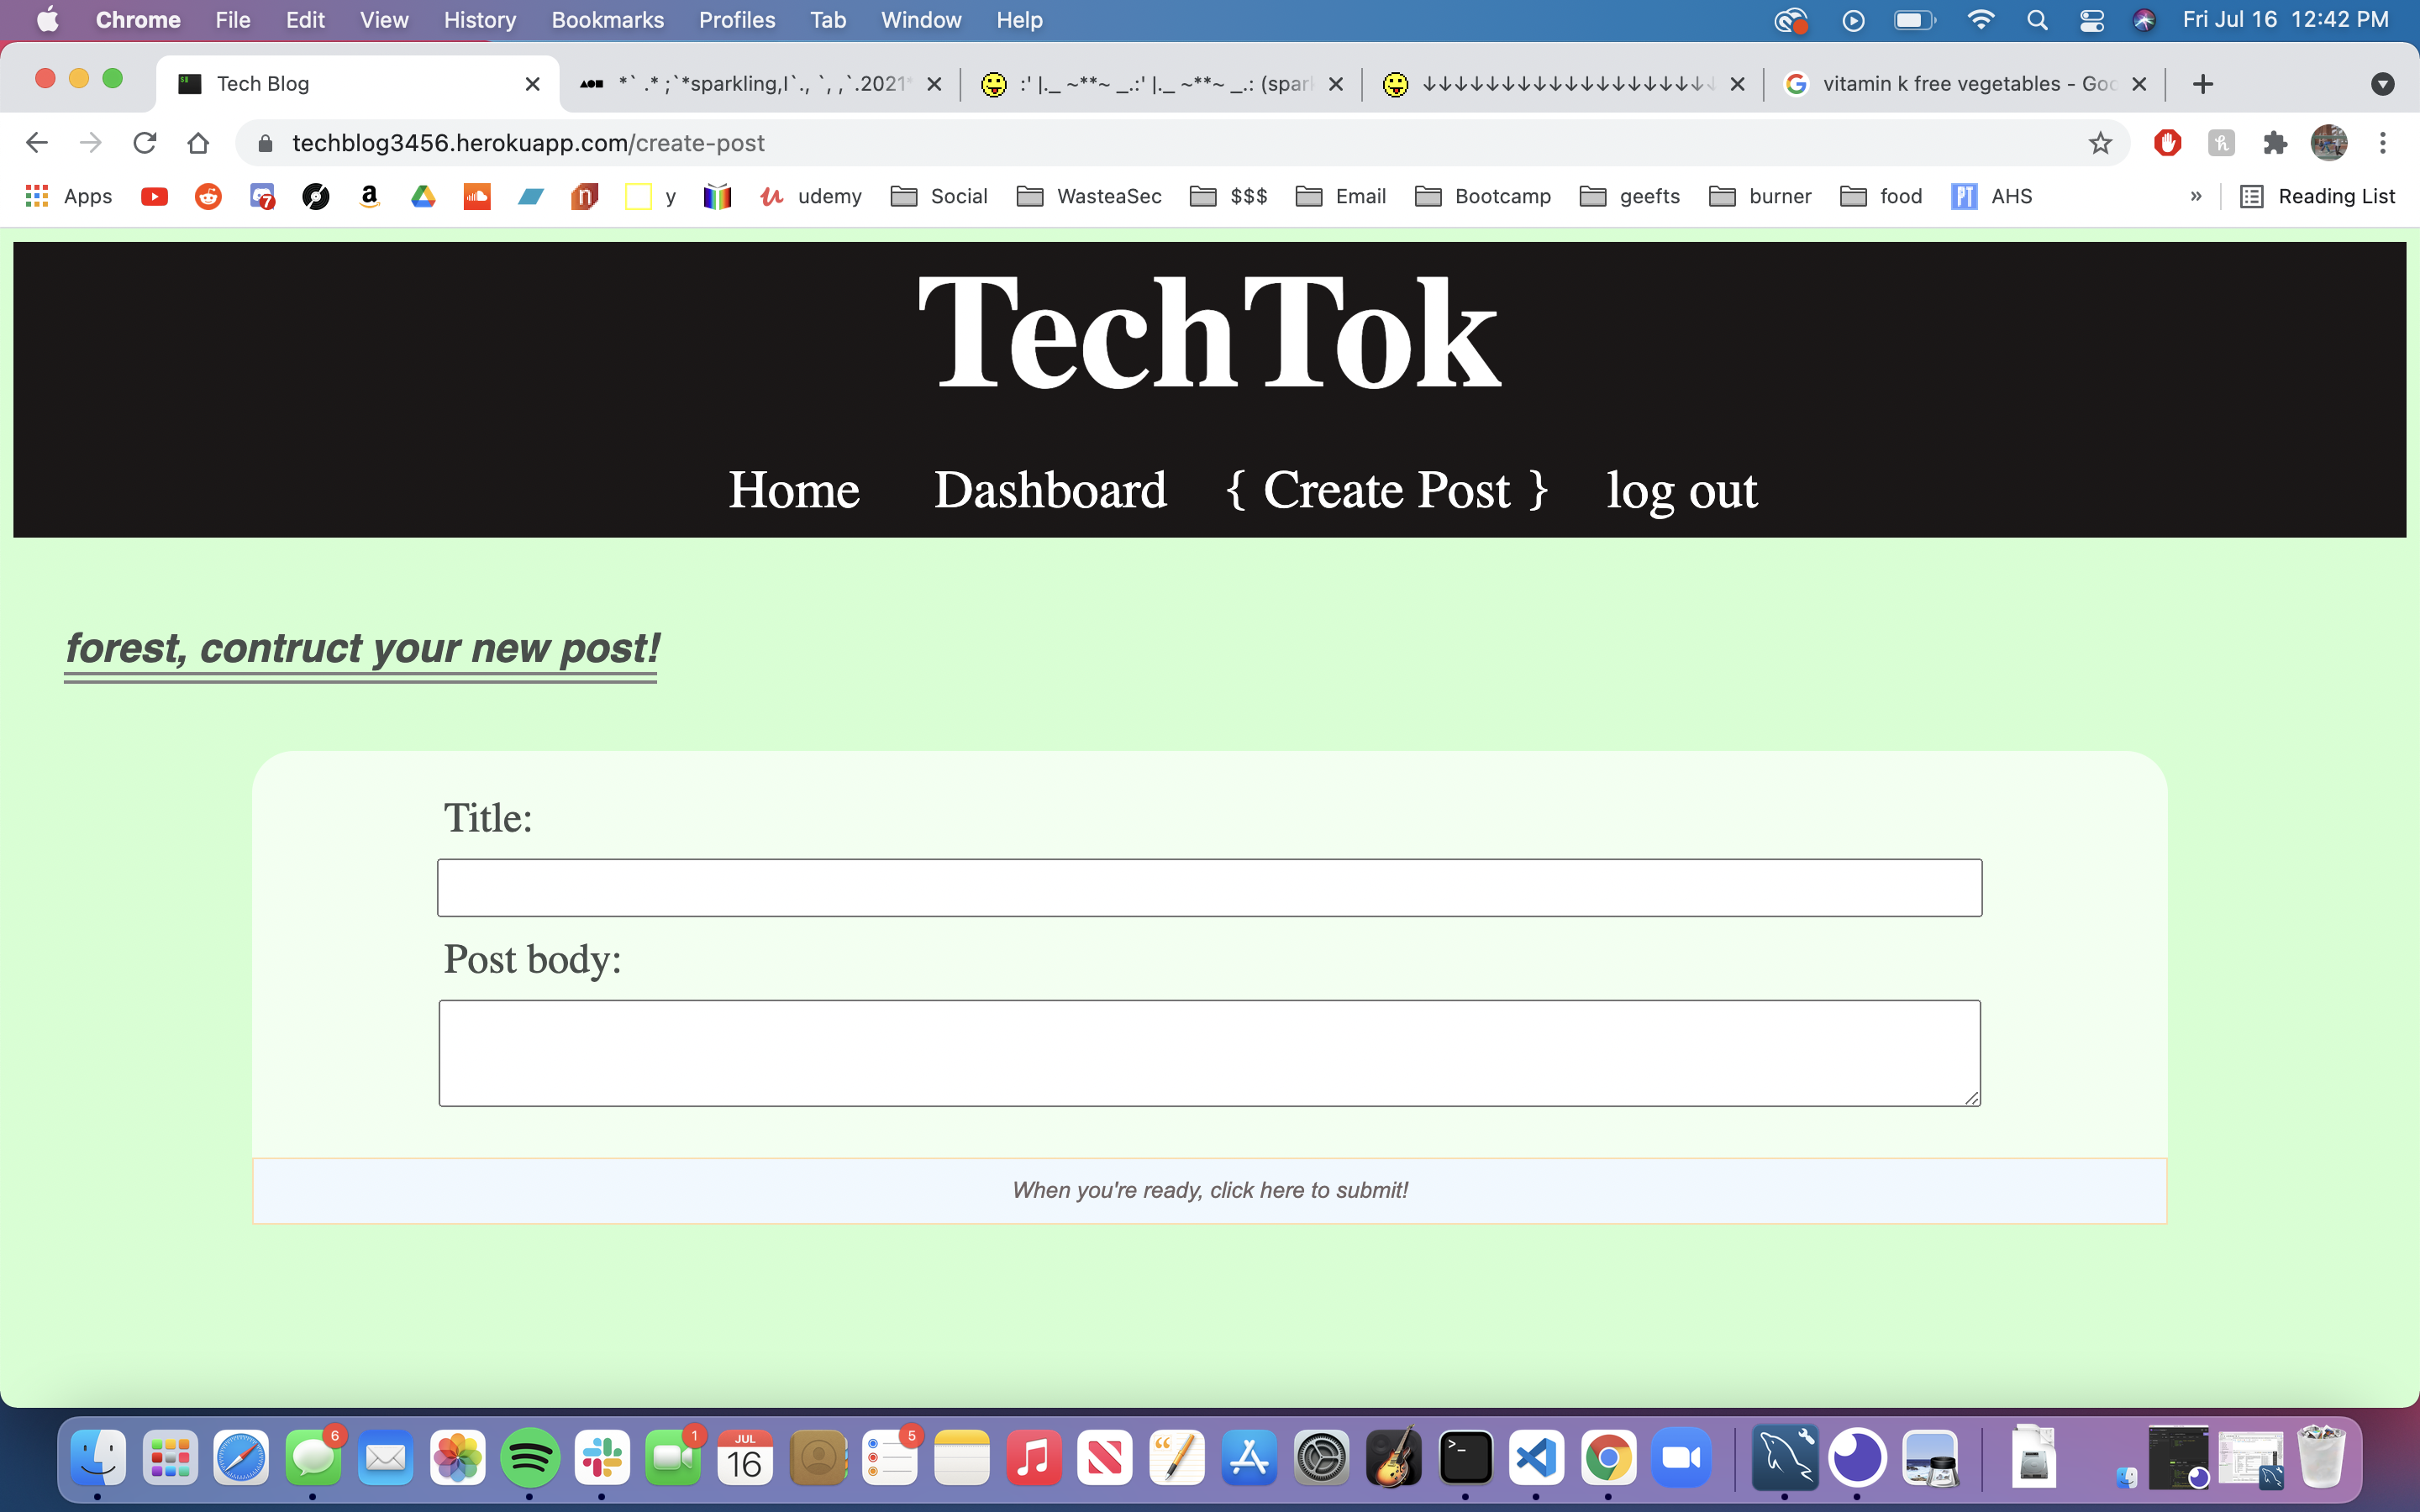 Chrome File Edit View History Bookmarks Profiles Tab Window Help Fri Jul 16 12:42 PM
Tech Blog *` .* ;`*sparkling,I`., `, ,`.2021* :' |._ ~**~ _.:' |._ ~**~ _.: (spar ↓↓↓↓↓↓↓↓↓↓↓↓↓↓↓↓↓↓↓ vitamin k free vegetables - Goo
techblog3456.herokuapp.com/create-post
Apps 7 a n y udemy Social WasteaSec $$$ Email Bootcamp geefts burner food PT AHS » Reading List
TechTok
Home Dashboard { Create Post } log out
forest, contruct your new post!
Title:
Post body:
When you're ready, click here to submit!
6 1 JUL 16 5 >_